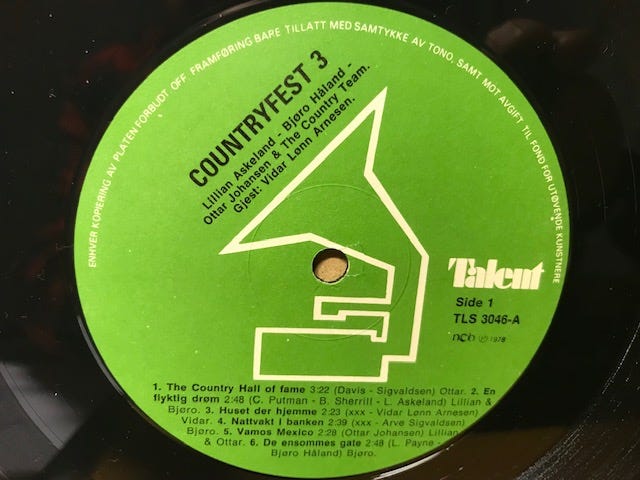 ENHVER KOPIERING AV PLATEN FORBUDT. OFF. FRAMFØRING BARE TILLATT MED SAMTYKKE AV TONO, SAMT MOT AVGIFT TIL FOND FOR UTØVENDE KUNSTNERE
COUNTRYFEST 3
Lillian Askeland - Bjøro Håland -
Ottar Johansen & The Country Team.
Gjest: Vidar Lønn Arnesen.
Talent
Side 1
TLS 3046-A
ncb Ⓟ 1978
1. The Country Hall of fame 3:22 (Davis - Sigvaldsen) Ottar. 2. En
flyktig drøm 2:48 (C. Putman - B. Sherrill - L. Askeland) Lillian &
Bjøro. 3. Huset der hjemme 2:23 (xxx - Vidar Lønn Arnesen)
Vidar. 4. Nattvakt i banken 2:39 (xxx - Arve Sigvaldsen)
Bjøro. 5. Vamos Mexico 2:28 (Ottar Johansen) Lillian
& Ottar. 6. De ensommes gate 2:48 (L. Payne -
Bjøro Håland) Bjøro.